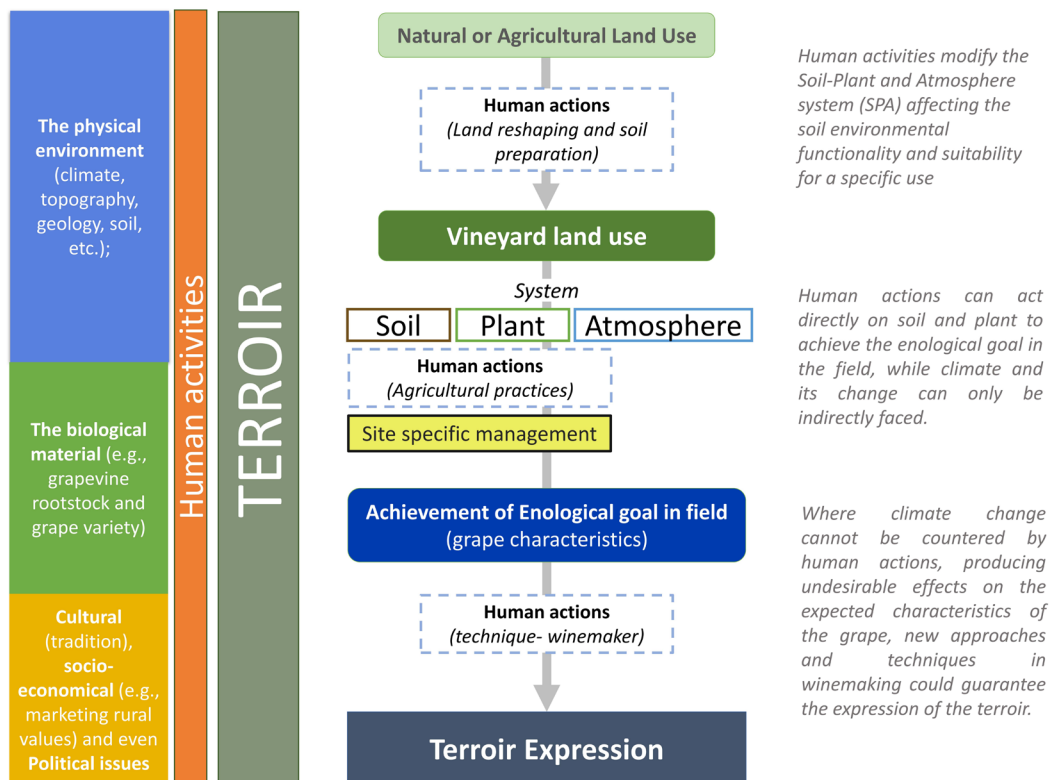 The physical
environment
(climate,
topography,
geology, soil,
etc.);
The biological
material (e.g.,
grapevine
rootstock and
grape variety)
Cultural
(tradition),
socio-
economical (e.g.,
marketing rural
values) and even
Political issues
Human activities
TERROIR
Natural or Agricultural Land Use
Human actions
(Land reshaping and soil
preparation)
Vineyard land use
System
Soil
Plant
Atmosphere
Human actions
(Agricultural practices)
Site specific management
Achievement of Enological goal in field
(grape characteristics)
Human actions
(technique- winemaker)
Terroir Expression
Human activities modify the
Soil-Plant and Atmosphere
system (SPA) affecting the
soil environmental
functionality and suitability
for a specific use
Human actions can act
directly on soil and plant to
achieve the enological goal in
the field, while climate and
its change can only be
indirectly faced.
Where climate change
cannot be countered by
human actions, producing
undesirable effects on the
expected characteristics of
the grape, new approaches
and techniques in
winemaking could guarantee
the expression of the terroir.